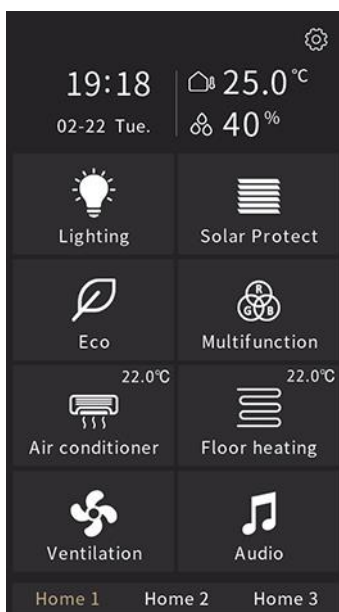 19:18
25.0°C
02-22 Tue.
40%
Lighting
Solar Protect
Eco
R
G B
Multifunction
22.0°C
22.0°C
Air conditioner
Floor heating
Ventilation
Audio
Home 1 Home 2 Home 3